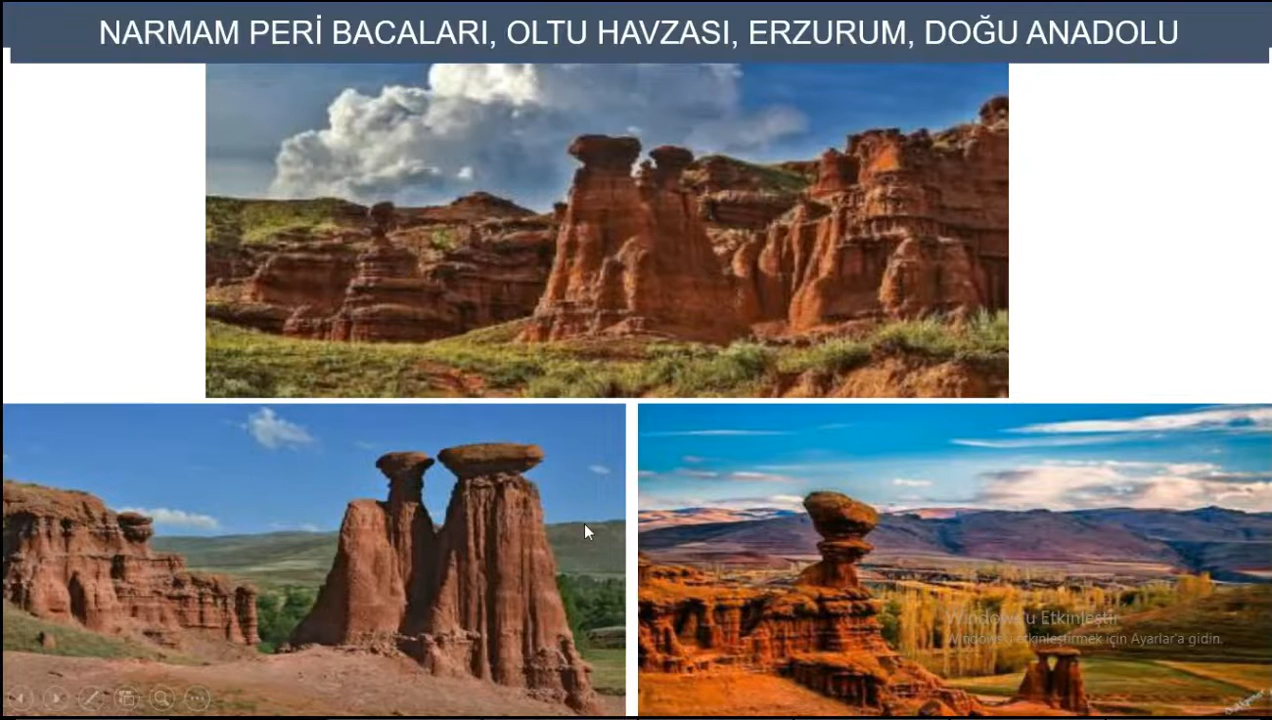 NARMAM PERİ BACALARI, OLTU HAVZASI, ERZURUM, DOĞU ANADOLU
Windows'u Etkinleştir
Windows'u etkinleştirmek için Ayarlar'a gidin.